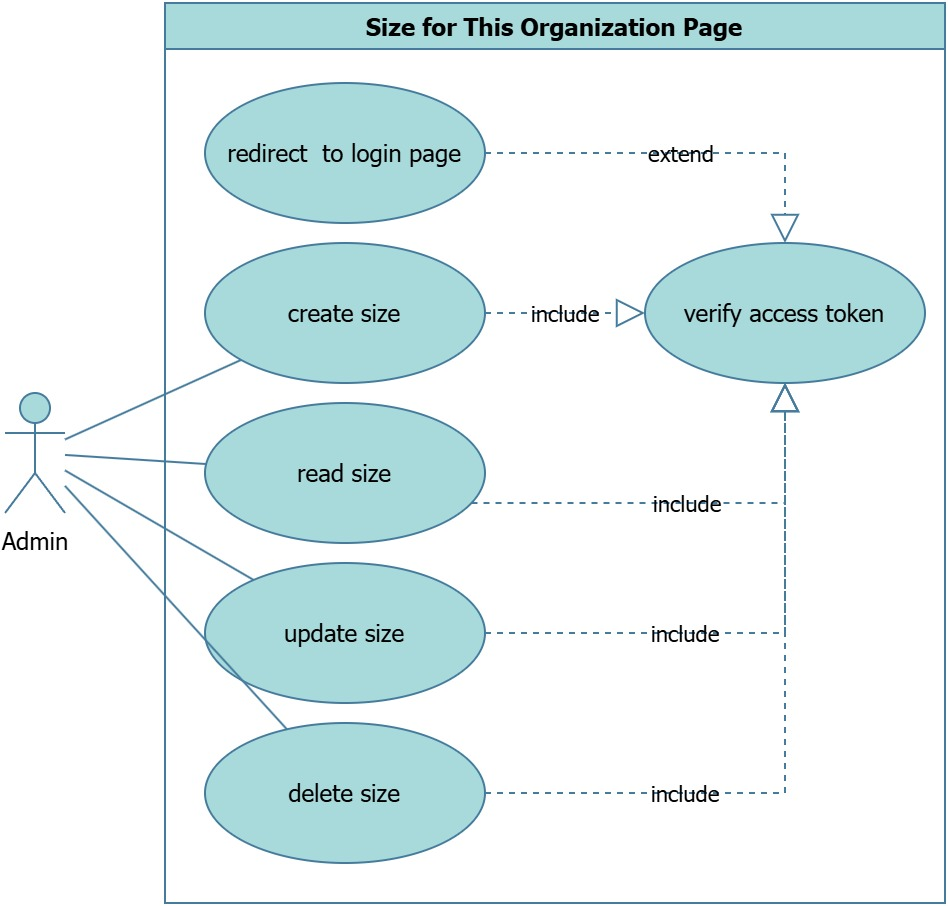 Size for This Organization Page
redirect  to login page
extend
create size
include
verify access token
read size
include
Admin
update size
include
delete size
include